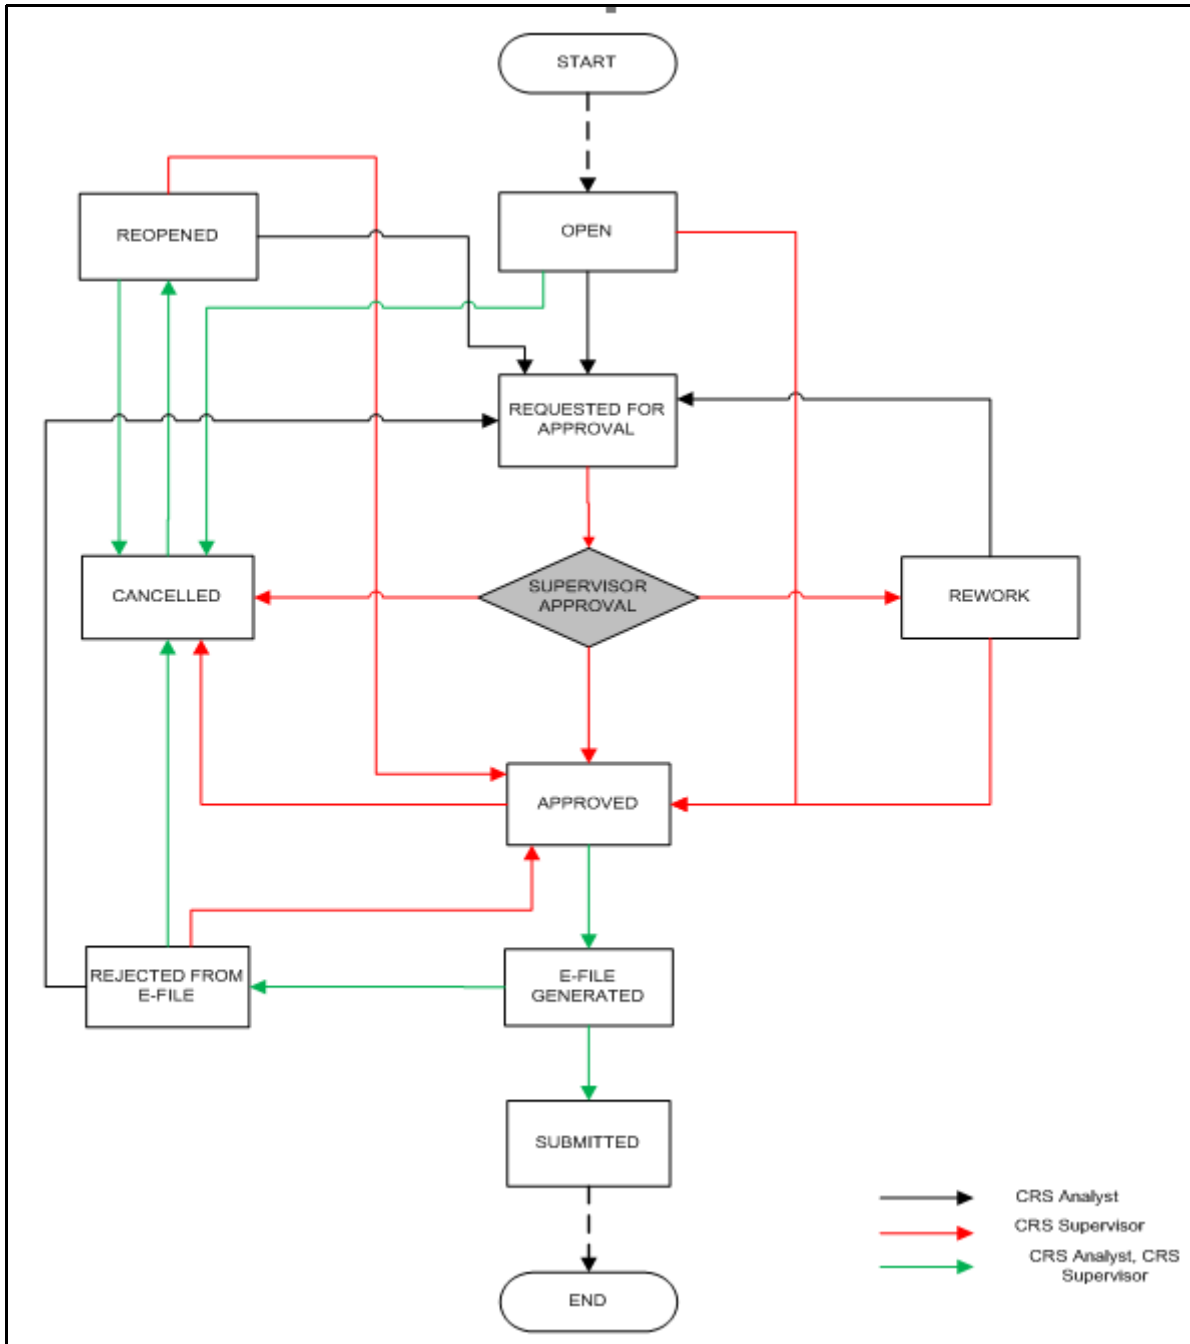 START
REOPENED
OPEN
REQUESTED FOR
APPROVAL
CANCELLED
SUPERVISOR
APPROVAL
REWORK
APPROVED
REJECTED FROM
E-FILE
E-FILE
GENERATED
SUBMITTED
CRS Analyst
CRS Supervisor
CRS Analyst, CRS
Supervisor
END